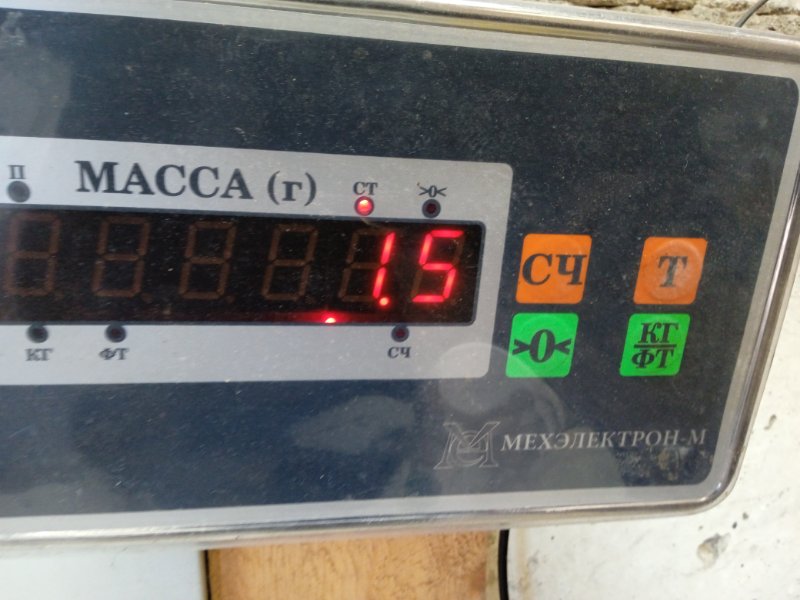 П
МАССА (г)
СТ
>0<
1.5
СЧ
Т
КГ
ФТ
СЧ
>0<
КГ
ФТ
МЕХЭЛЕКТРОН-М